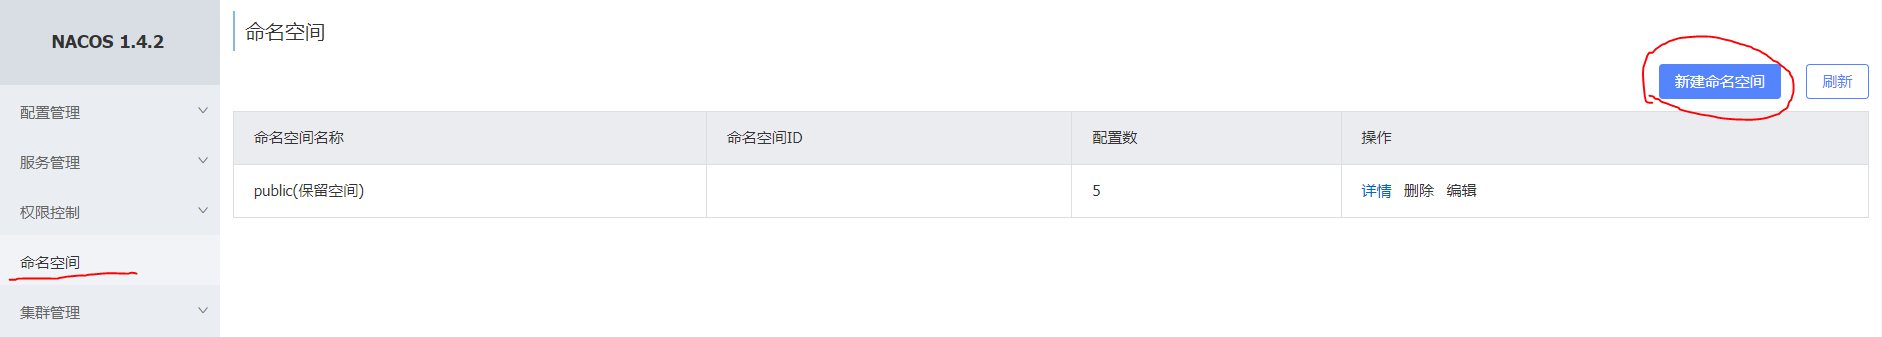 NACOS 1.4.2
配置管理
服务管理
权限控制
命名空间
集群管理
命名空间
新建命名空间 刷新
命名空间名称 命名空间ID 配置数 操作
public(保留空间) 5 详情 删除 编辑